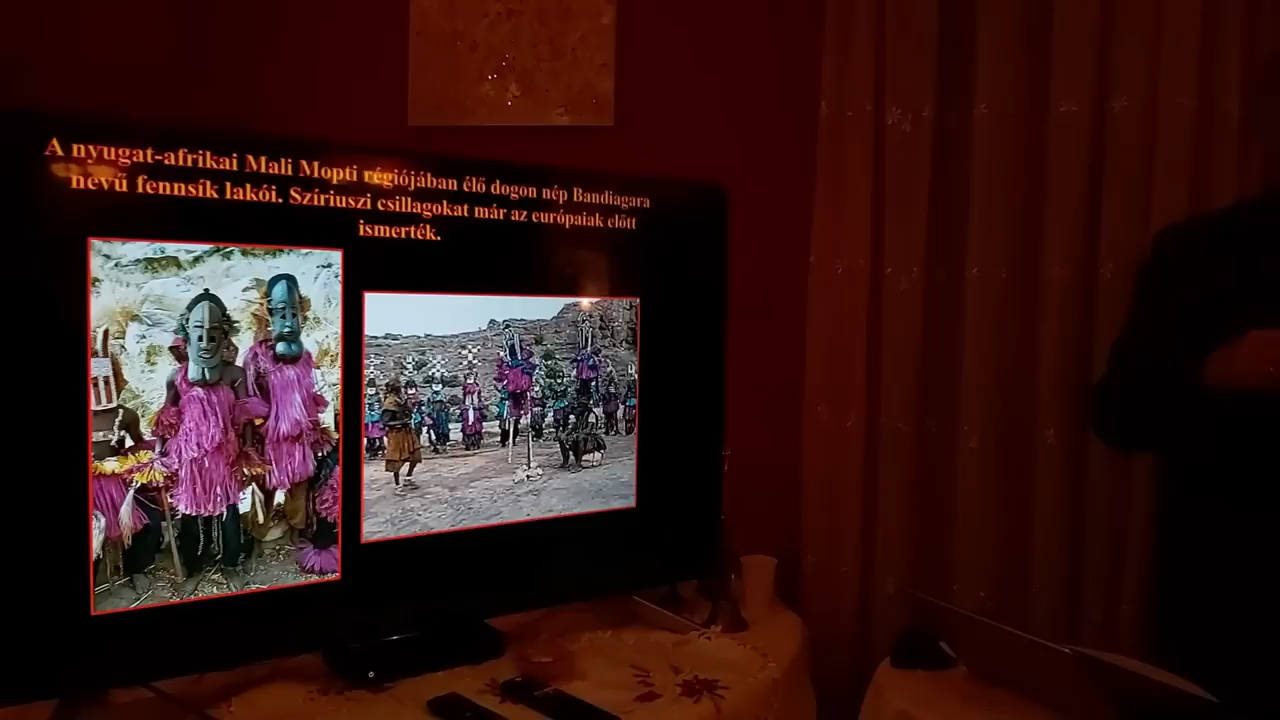 A nyugat-afrikai Mali Mopti régiójában élő dogon nép Bandiagara
nevű fennsík lakói. Szíriuszi csillagokat már az európaiak előtt
ismerték.